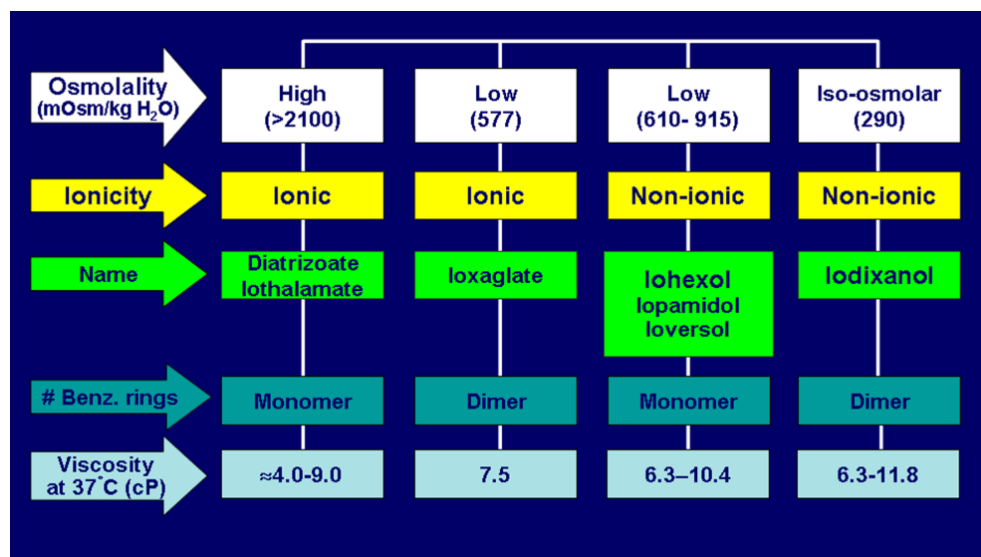 Osmolality
(mOsm/kg H₂O)
High
(>2100)
Low
(577)
Low
(610- 915)
Iso-osmolar
(290)
Ionicity
Ionic
Ionic
Non-ionic
Non-ionic
Name
Diatrizoate
Iothalamate
Ioxaglate
Iohexol
Iopamidol
Ioversol
Iodixanol
# Benz. rings
Monomer
Dimer
Monomer
Dimer
Viscosity
at 37°C (cP)
≈4.0-9.0
7.5
6.3–10.4
6.3-11.8